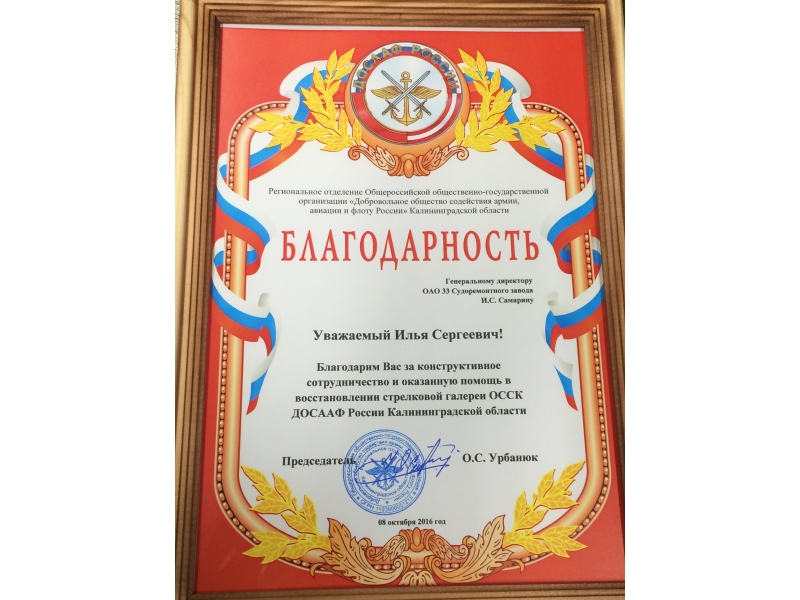 ДОСААФ РОССИИ
Региональное отделение Общероссийской общественно-государственной
организации «Добровольное общество содействия армии,
авиации и флоту России» Калининградской области
БЛАГОДАРНОСТЬ
Генеральному директору
ОАО 33 Судоремонтного завода
И.С. Самарину
Уважаемый Илья Сергеевич!
Благодарим Вас за конструктивное
сотрудничество и оказанную помощь в
восстановлении стрелковой галереи ОССК
ДОСААФ России Калининградской области
Председатель О.С. Урбанюк
08 октября 2016 год